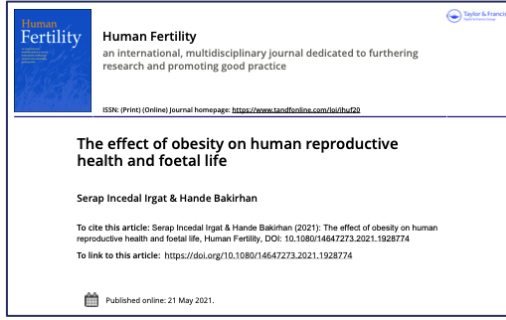 Human
Fertility
Taylor & Francis
Human Fertility
an international, multidisciplinary journal dedicated to furthering
research and promoting good practice
ISSN: (Print) (Online) Journal homepage: https://www.tandfonline.com/loi/ihuf20
The effect of obesity on human reproductive
health and foetal life
Serap Incedal Irgat & Hande Bakirhan
To cite this article: Serap Incedal Irgat & Hande Bakirhan (2021): The effect of obesity on human
reproductive health and foetal life, Human Fertility, DOI: 10.1080/14647273.2021.1928774
To link to this article: https://doi.org/10.1080/14647273.2021.1928774
Published online: 21 May 2021.